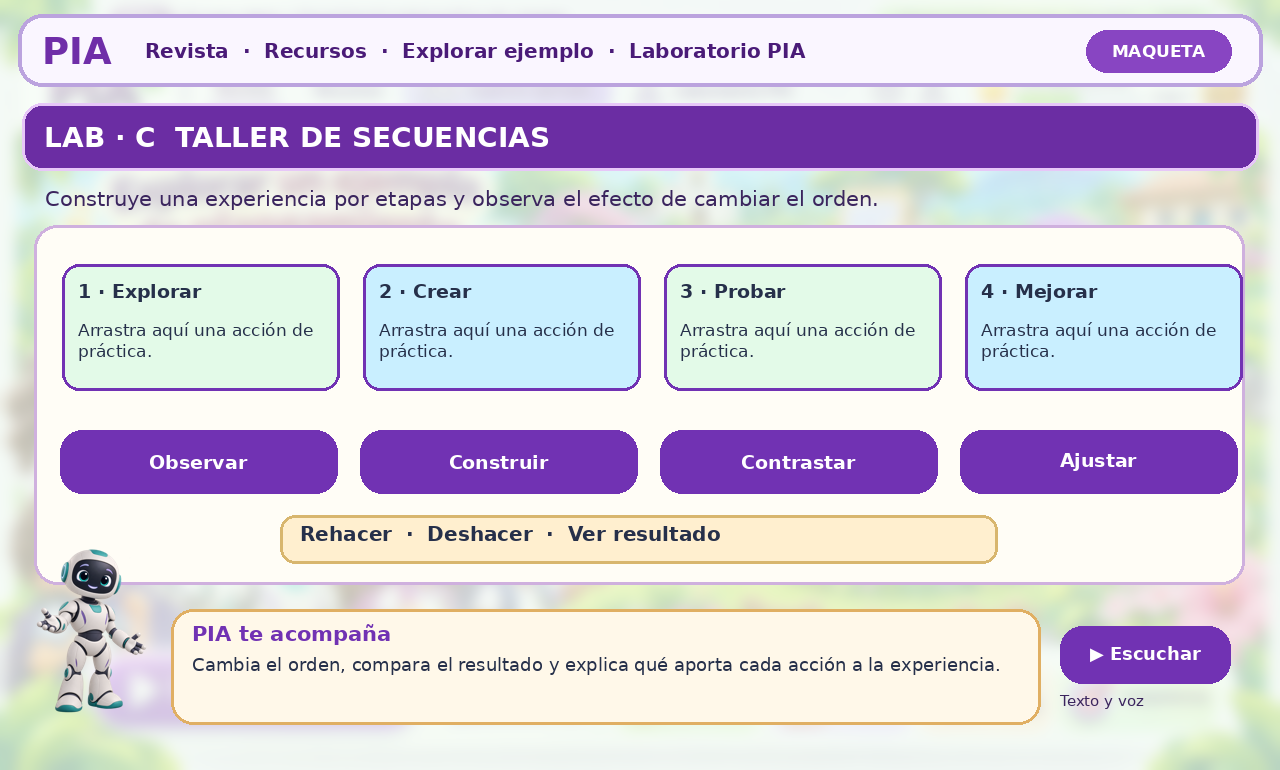 PIA
Revista · Recursos · Explorar ejemplo · Laboratorio PIA
MAQUETA
LAB · C TALLER DE SECUENCIAS
Construye una experiencia por etapas y observa el efecto de cambiar el orden.
1 · Explorar
Arrastra aquí una acción de
práctica.
2 · Crear
Arrastra aquí una acción de
práctica.
3 · Probar
Arrastra aquí una acción de
práctica.
4 · Mejorar
Arrastra aquí una acción de
práctica.
Observar
Construir
Contrastar
Ajustar
Rehacer · Deshacer · Ver resultado
PIA te acompaña
Cambia el orden, compara el resultado y explica qué aporta cada acción a la experiencia.
▶ Escuchar
Texto y voz